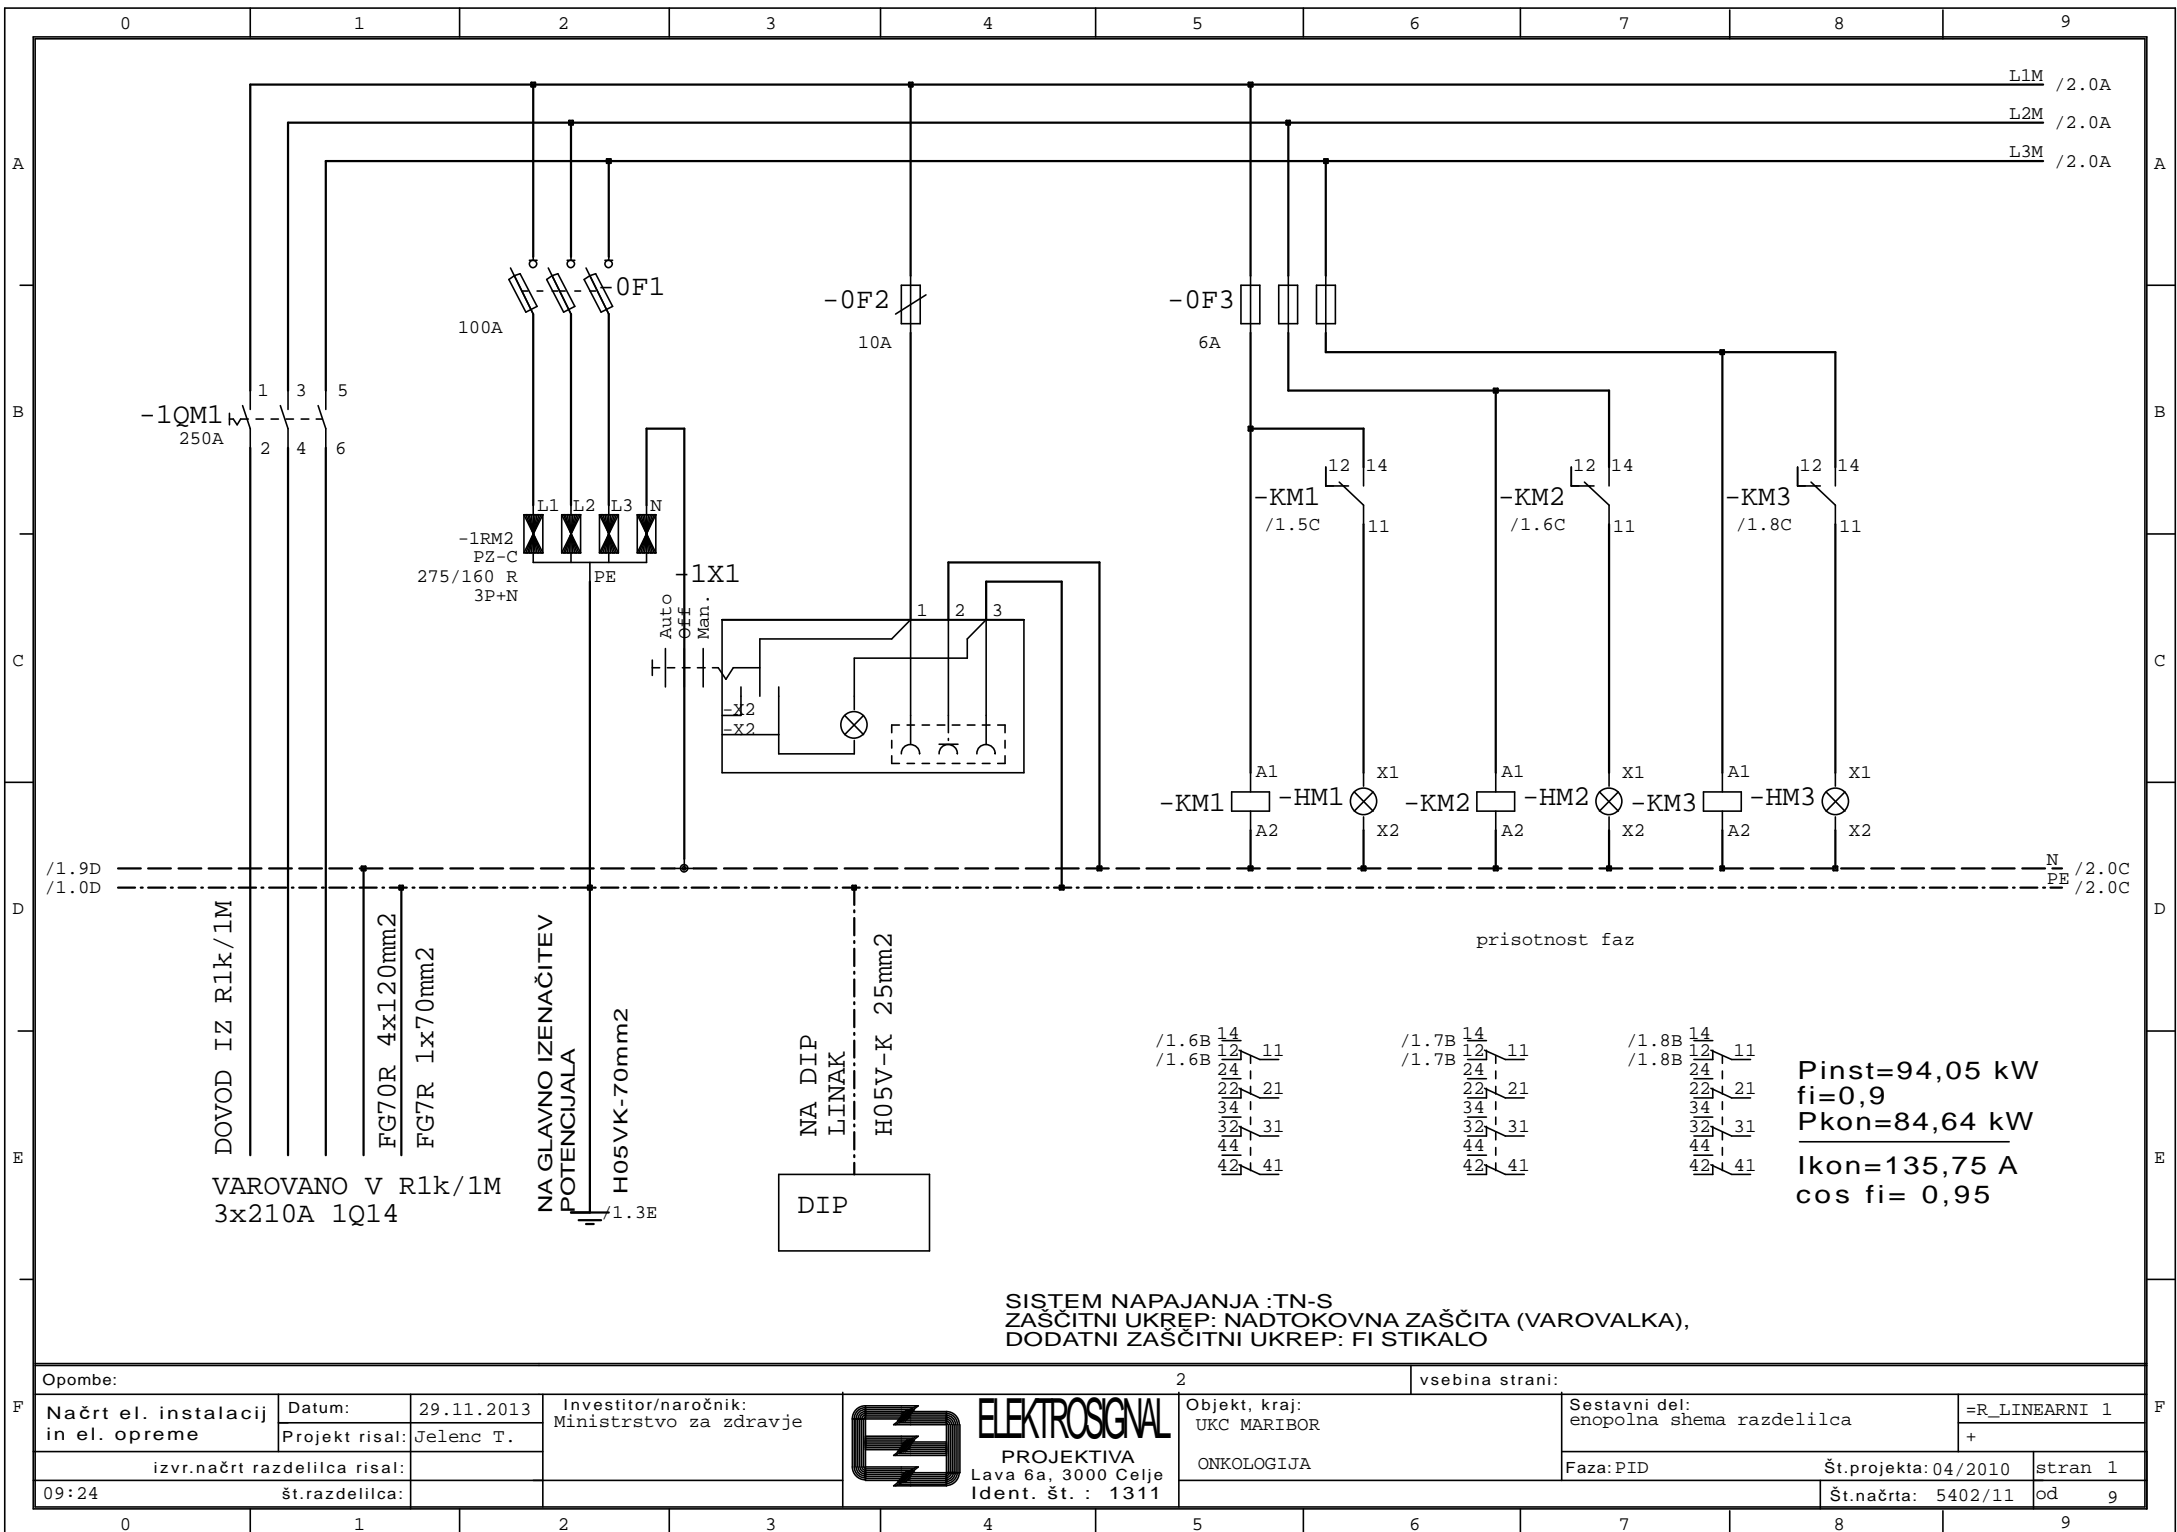 0 1 2 3 4 5 6 7 8 9
L1M /2.0A
L2M /2.0A
L3M /2.0A
A A
-0F1
100A
-0F2
10A
-0F3
6A
B B
-1QM1
250A
1 3 5
2 4 6
L1 L2 L3 N
-1RM2
PZ-C
275/160 R
3P+N
PE
-1X1
Auto
Off
Man.
1 2 3
-X2
-X2
12 14
-KM1
/1.5C
11
12 14
-KM2
/1.6C
11
12 14
-KM3
/1.8C
11
C C
A1 X1 A1 X1 A1 X1
-KM1 -HM1 -KM2 -HM2 -KM3 -HM3
A2 X2 A2 X2 A2 X2
/1.9D N /2.0C
/1.0D PE /2.0C
D D
DOVOD IZ R1k/1M
FG70R 4x120mm2
FG7R 1x70mm2
VAROVANO V R1k/1M
3x210A 1Q14
NA GLAVNO IZENAČITEV
POTENCIJALA
H05VK-70mm2
/1.3E
NA DIP
LINAK
H05V-K 25mm2
DIP
prisotnost faz
/1.6B 14
/1.6B 12 11
24
22 21
34
32 31
44
42 41
/1.7B 14
/1.7B 12 11
24
22 21
34
32 31
44
42 41
/1.8B 14
/1.8B 12 11
24
22 21
34
32 31
44
42 41
Pinst=94,05 kW
fi=0,9
Pkon=84,64 kW
Ikon=135,75 A
cos fi= 0,95
E E
SISTEM NAPAJANJA :TN-S
ZAŠČITNI UKREP: NADTOKOVNA ZAŠČITA (VAROVALKA),
DODATNI ZAŠČITNI UKREP: FI STIKALO
F F
Opombe: 2 vsebina strani:
Načrt el. instalacij
in el. opreme
Datum: 29.11.2013
Projekt risal: Jelenc T.
izvr.načrt razdelilca risal:
09:24 št.razdelilca:
Investitor/naročnik:
Ministrstvo za zdravje
ELEKTROSIGNAL
PROJEKTIVA
Lava 6a, 3000 Celje
Ident. št. : 1311
Objekt, kraj:
UKC MARIBOR
ONKOLOGIJA
Sestavni del:
enopolna shema razdelilca
=R_LINEARNI 1
+
Faza: PID Št.projekta: 04/2010 stran 1
Št.načrta: 5402/11 od 9
0 1 2 3 4 5 6 7 8 9